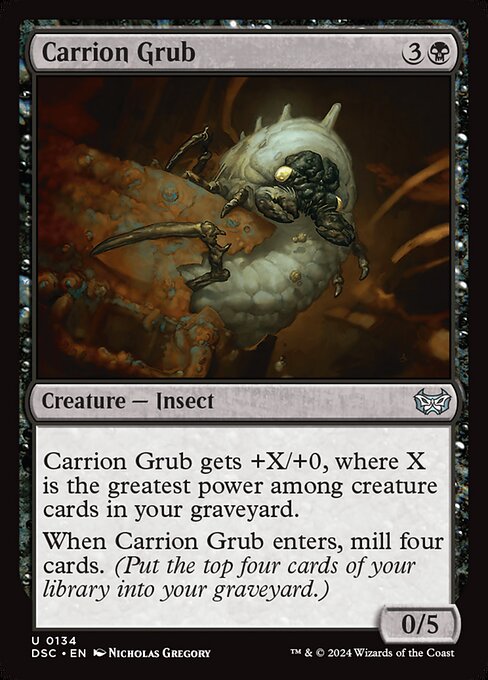 Carrion Grub 3
Creature — Insect
Carrion Grub gets +X/+0, where X
is the greatest power among creature
cards in your graveyard.
When Carrion Grub enters, mill four
cards. (Put the top four cards of your
library into your graveyard.)
0/5
U 0134
DSC • EN Nicholas Gregory ™ & © 2024 Wizards of the Coast